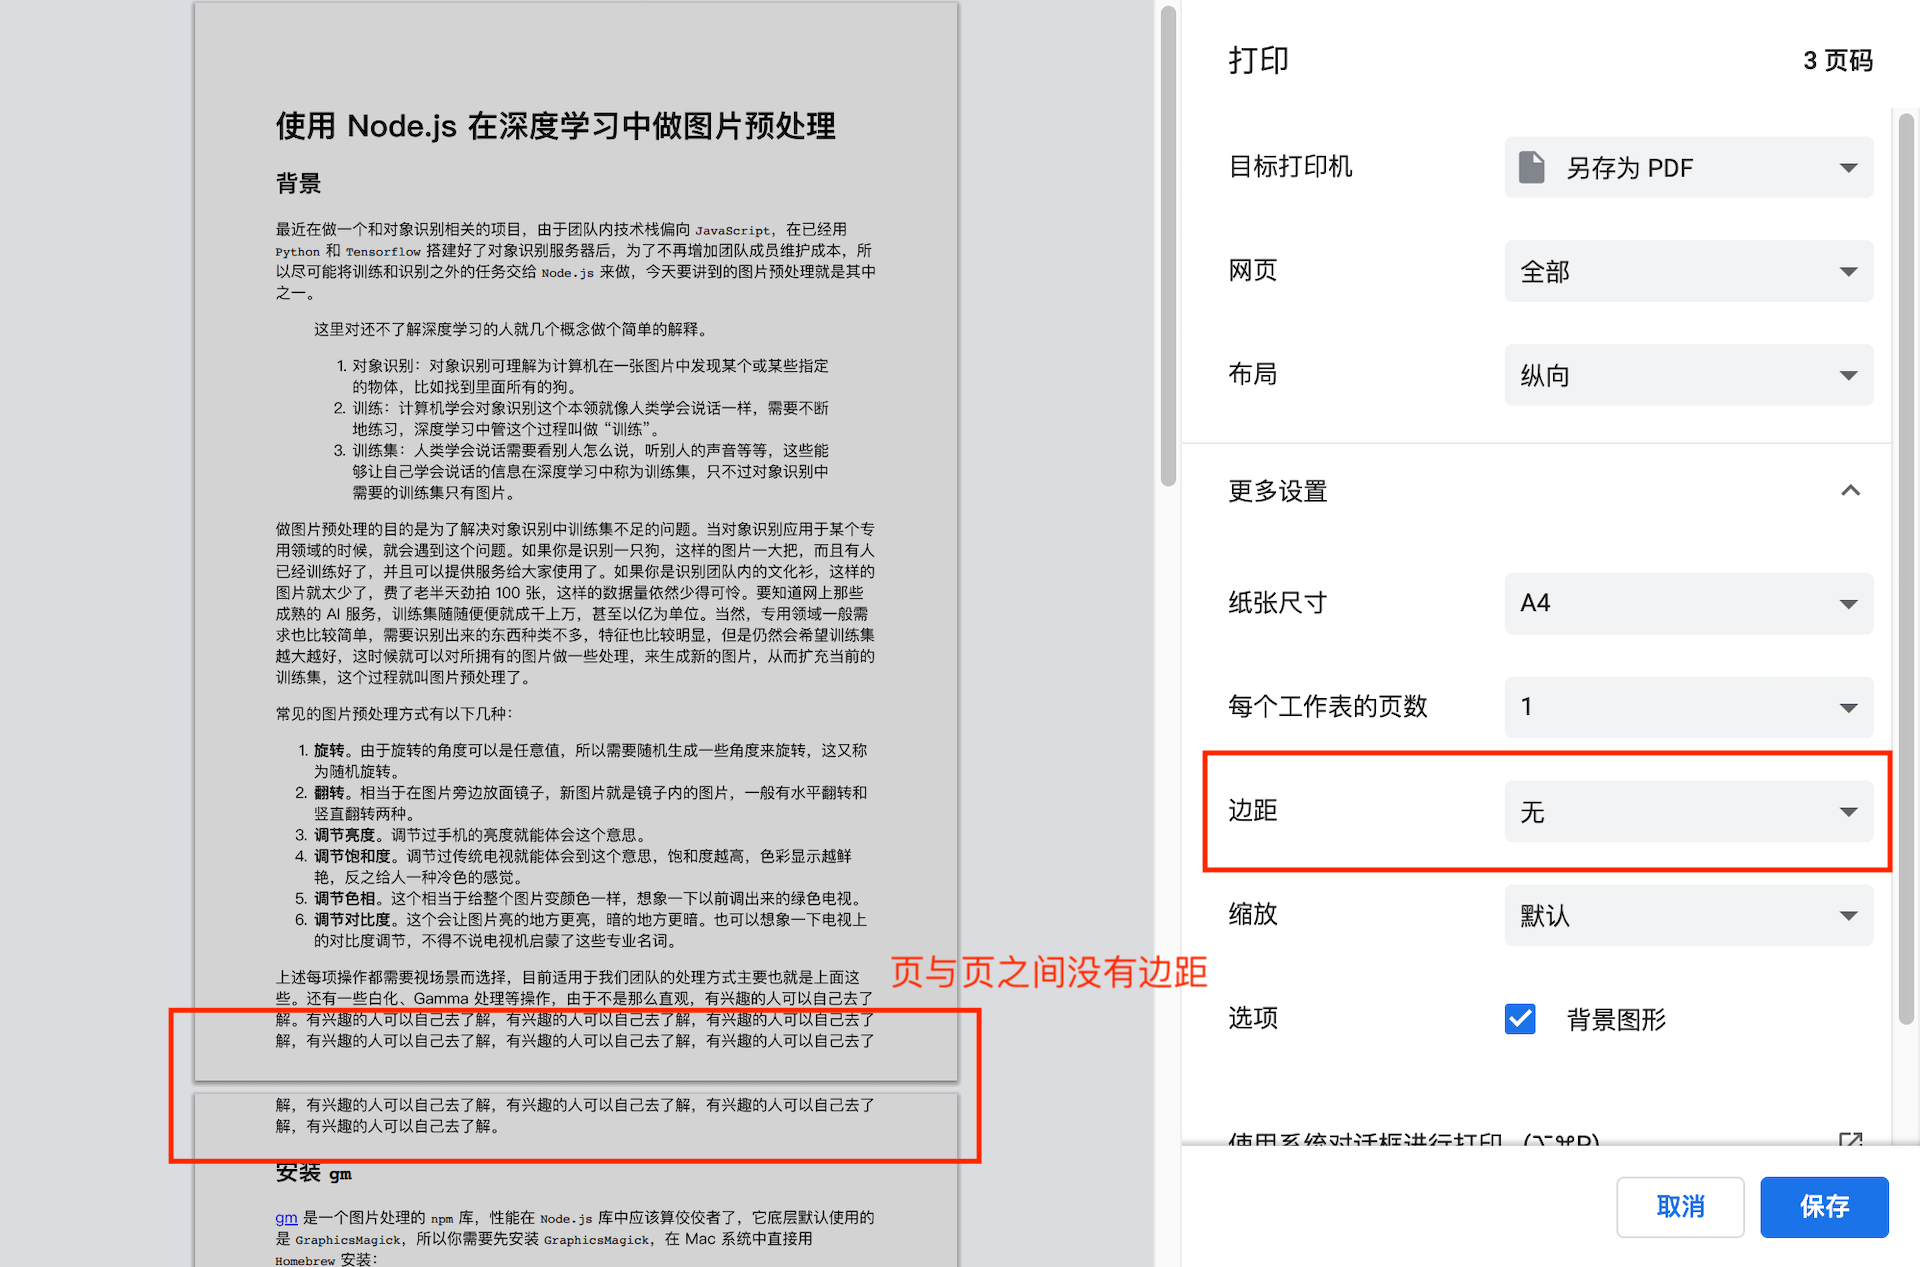 使用 Node.js 在深度学习中做图片预处理
背景
最近在做一个和对象识别相关的项目，由于团队内技术栈偏向 JavaScript，在已经用
Python 和 Tensorflow 搭建好了对象识别服务器后，为了不再增加团队成员维护成本，所
以尽可能将训练和识别之外的任务交给 Node.js 来做，今天要讲到的图片预处理就是其中
之一。
这里对还不了解深度学习的人就几个概念做个简单的解释。
1. 对象识别：对象识别可理解为计算机在一张图片中发现某个或某些指定
的物体，比如找到里面所有的狗。
2. 训练：计算机学会对象识别这个本领就像人类学会说话一样，需要不断
地练习，深度学习中管这个过程叫做“训练”。
3. 训练集：人类学会说话需要看别人怎么说，听别人的声音等等，这些能
够让自己学会说话的信息在深度学习中称为训练集，只不过对象识别中
需要的训练集只有图片。
做图片预处理的目的是为了解决对象识别中训练集不足的问题。当对象识别应用于某个专
用领域的时候，就会遇到这个问题。如果你是识别一只狗，这样的图片一大把，而且有人
已经训练好了，并且可以提供服务给大家使用了。如果你是识别团队内的文化衫，这样的
图片就太少了，费了老半天劲拍 100 张，这样的数据量依然少得可怜。要知道网上那些
成熟的 AI 服务，训练集随随便便就成千上万，甚至以亿为单位。当然，专用领域一般需
求也比较简单，需要识别出来的东西种类不多，特征也比较明显，但是仍然会希望训练集
越大越好，这时候就可以对所拥有的图片做一些处理，来生成新的图片，从而扩充当前的
训练集，这个过程就叫图片预处理了。
常见的图片预处理方式有以下几种：
1. 旋转。由于旋转的角度可以是任意值，所以需要随机生成一些角度来旋转，这又称
为随机旋转。
2. 翻转。相当于在图片旁边放面镜子，新图片就是镜子内的图片，一般有水平翻转和
竖直翻转两种。
3. 调节亮度。调节过手机的亮度就能体会这个意思。
4. 调节饱和度。调节过传统电视就能体会到这个意思，饱和度越高，色彩显示越鲜
艳，反之给人一种冷色的感觉。
5. 调节色相。这个相当于给整个图片变颜色一样，想象一下以前调出来的绿色电视。
6. 调节对比度。这个会让图片亮的地方更亮，暗的地方更暗。也可以想象一下电视上
的对比度调节，不得不说电视机启蒙了这些专业名词。
上述每项操作都需要视场景而选择，目前适用于我们团队的处理方式主要也就是上面这
些。还有一些白化、Gamma 处理等操作，由于不是那么直观，有兴趣的人可以自己去了
解。有兴趣的人可以自己去了解，有兴趣的人可以自己去了解，有兴趣的人可以自己去了
解，有兴趣的人可以自己去了解，有兴趣的人可以自己去了解，有兴趣的人可以自己去了
解，有兴趣的人可以自己去了解，有兴趣的人可以自己去了解，有兴趣的人可以自己去了
解，有兴趣的人可以自己去了解。
安装 gm
gm 是一个图片处理的 npm 库，性能在 Node.js 库中应该算佼佼者了，它底层默认使用的
是 GraphicsMagick，所以你需要先安装 GraphicsMagick，在 Mac 系统中直接用
Homebrew 安装：
页与页之间没有边距
打印
3 页码
目标打印机
另存为 PDF
网页
全部
布局
纵向
更多设置
纸张尺寸
A4
每个工作表的页数
1
边距
无
缩放
默认
选项
背景图形
使用系统对话框进行打印… (⌥⌘P)
取消
保存